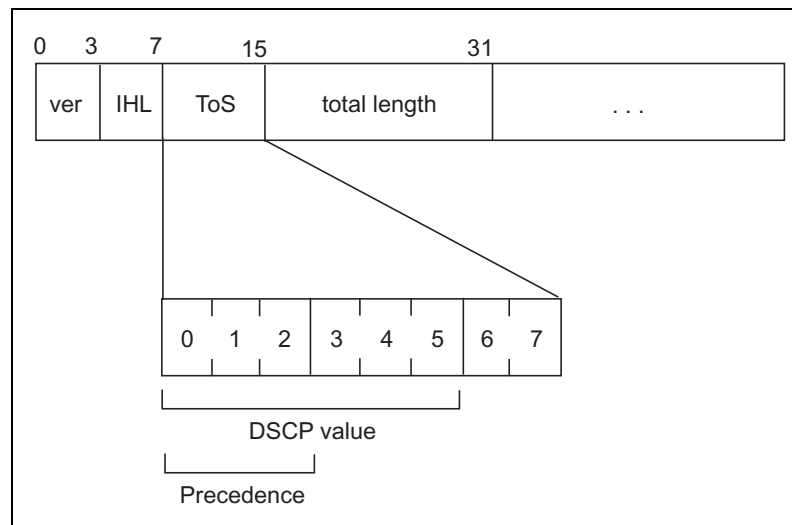 0 3 7 15 31
ver IHL ToS total length . . .
0 1 2 3 4 5 6 7
DSCP value
Precedence